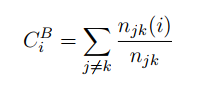 $C_i^B = \sum_{j \neq k} \frac{n_{jk}(i)}{n_{jk}}$